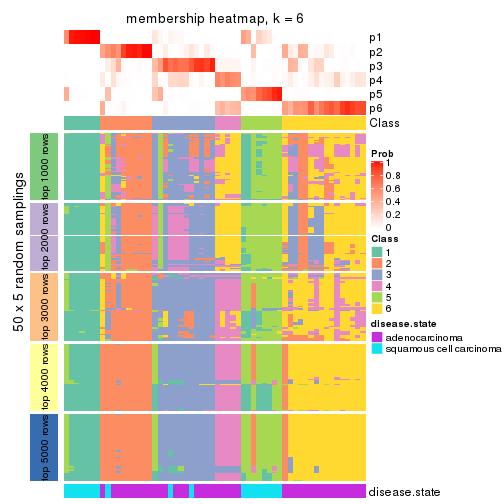 membership heatmap, k = 6
p1
p2
p3
p4
p5
p6
Class
50 x 5 random samplings
top 1000 rows
top 2000 rows
top 3000 rows
top 4000 rows
top 5000 rows
Prob
1
0.8
0.6
0.4
0.2
0
Class
1
2
3
4
5
6
disease.state
adenocarcinoma
squamous cell carcinoma
disease.state